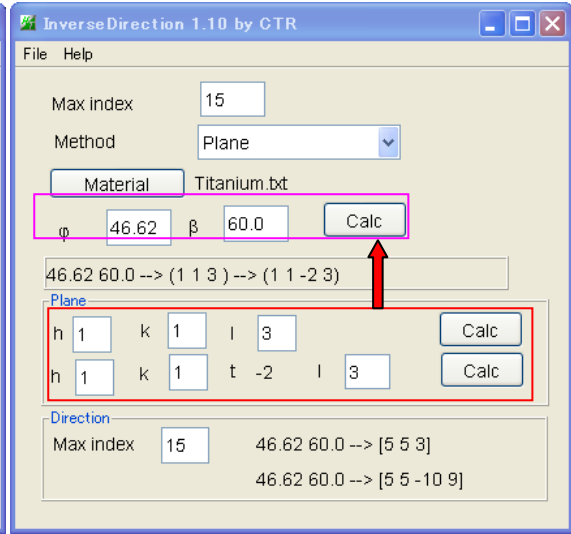 InverseDirection 1.10 by CTR
File Help
Max index 15
Method Plane
Material Titanium.txt
φ 46.62 β 60.0 Calc
46.62 60.0 --> (1 1 3 ) --> (1 1 -2 3)
Plane
h 1 k 1 l 3 Calc
h 1 k 1 t -2 l 3 Calc
Direction
Max index 15 46.62 60.0 --> [5 5 3]
46.62 60.0 --> [5 5 -10 9]